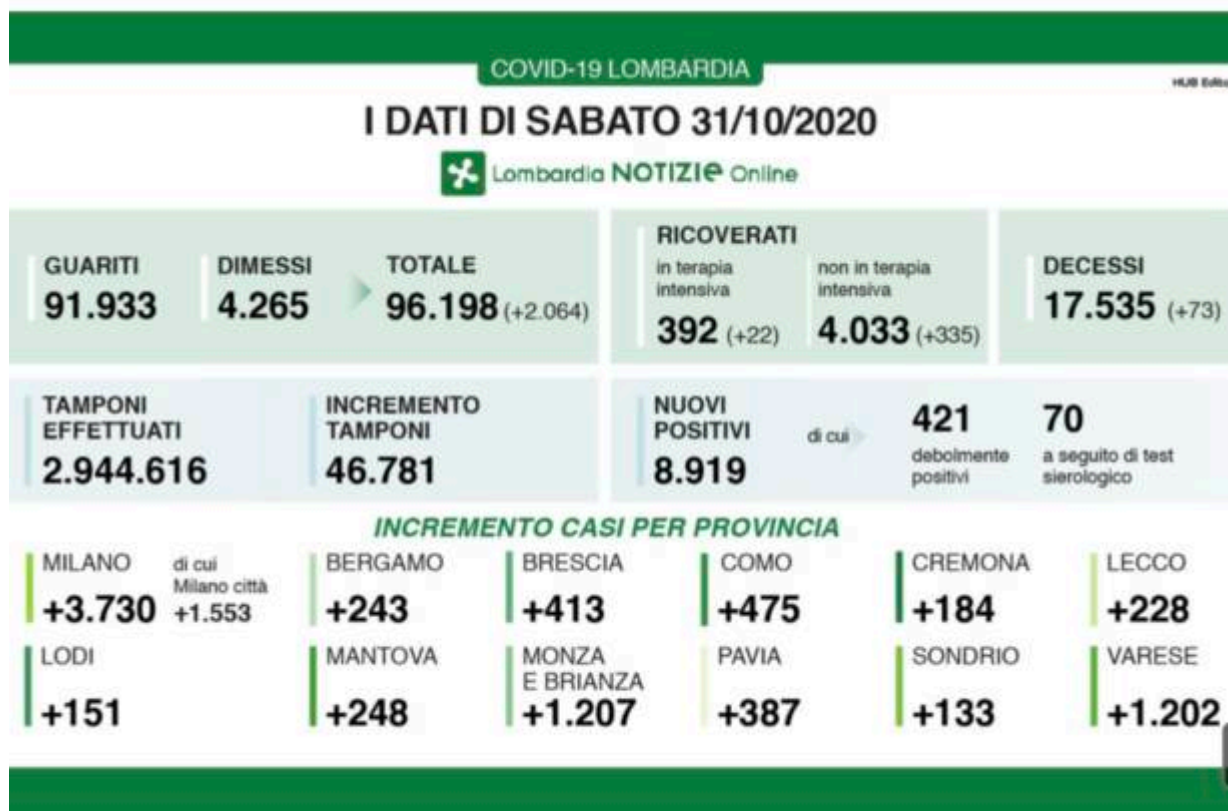 COVID-19 LOMBARDIA
HUB
I DATI DI SABATO 31/10/2020
Lombardia NOTIZIe Online
GUARITI
91.933
DIMESSI
4.265
TOTALE
96.198 (+2.064)
RICOVERATI
in terapia
intensiva
392 (+22)
non in terapia
intensiva
4.033 (+335)
DECESSI
17.535 (+73)
TAMPONI
EFFETTUATI
2.944.616
INCREMENTO
TAMPONI
46.781
NUOVI
POSITIVI
8.919
di cui
421
debolmente
positivi
70
a seguito di test
sierologico
INCREMENTO CASI PER PROVINCIA
MILANO
+3.730
di cui
Milano città
+1.553
BERGAMO
+243
BRESCIA
+413
COMO
+475
CREMONA
+184
LECCO
+228
LODI
+151
MANTOVA
+248
MONZA
E BRIANZA
+1.207
PAVIA
+387
SONDRIO
+133
VARESE
+1.202